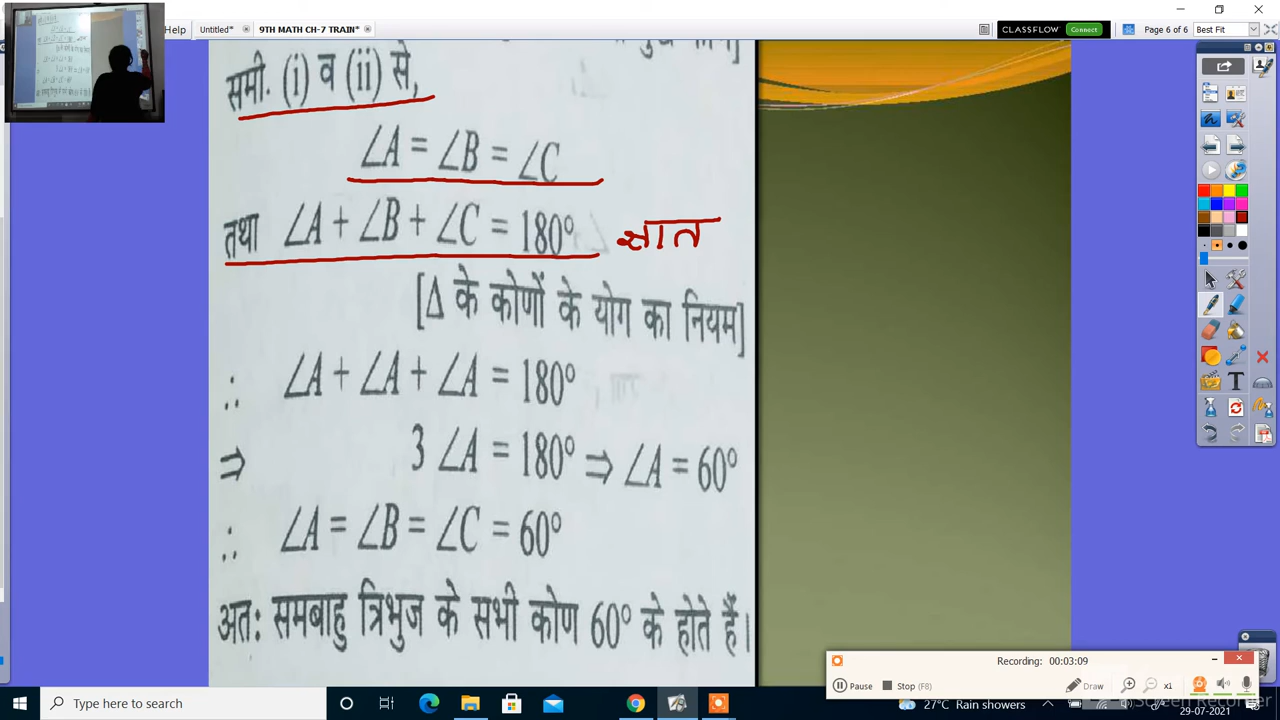 Help
Untitled*
9TH MATH CH-7 TRAIN*
CLASSFLOW
Connect
Page 6 of 6
Best Fit
समी. (i) व (ii) से,
∠A = ∠B = ∠C
तथा ∠A + ∠B + ∠C = 180°
[Δ के कोणों के योग का नियम]
∴ ∠A + ∠A + ∠A = 180°
⇒ 3 ∠A = 180° ⇒ ∠A = 60°
∴ ∠A = ∠B = ∠C = 60°
अतः समबाहु त्रिभुज के सभी कोण 60° के होते हैं।
Recording: 00:03:09
Pause
Stop (F8)
x1
Draw
Type here to search
27°C Rain showers
29-07-2021